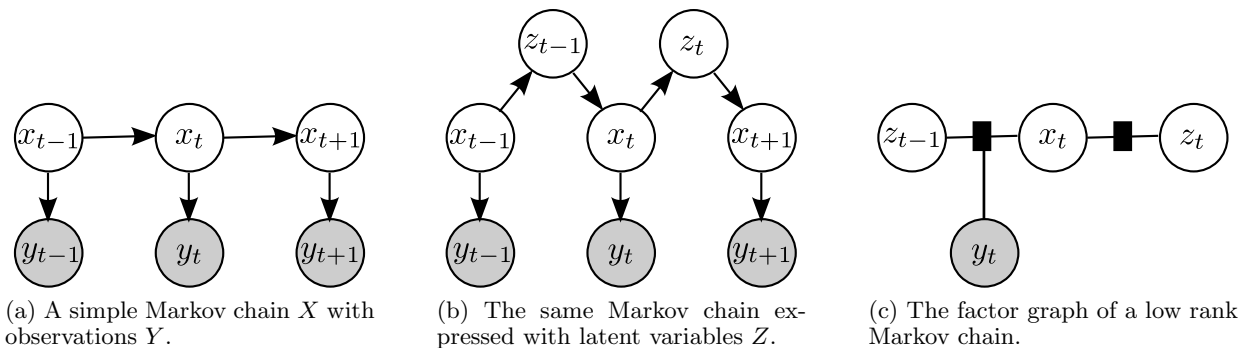 z_{t-1} z_t
x_{t-1} x_t x_{t+1} x_{t-1} x_t x_{t+1} z_{t-1} x_t z_t
y_{t-1} y_t y_{t+1} y_{t-1} y_t y_{t+1} y_t
(a) A simple Markov chain X with
observations Y.
(b) The same Markov chain ex-
pressed with latent variables Z.
(c) The factor graph of a low rank
Markov chain.